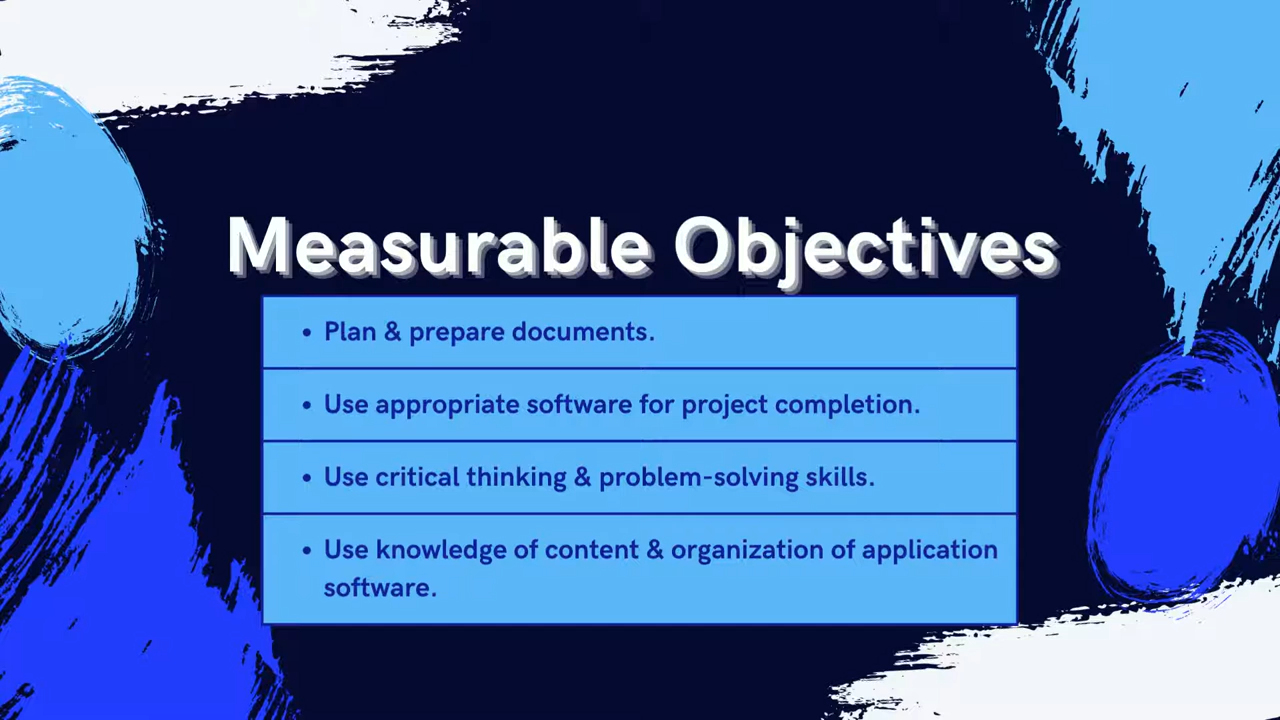 Measurable Objectives
• Plan & prepare documents.
• Use appropriate software for project completion.
• Use critical thinking & problem-solving skills.
• Use knowledge of content & organization of application
software.